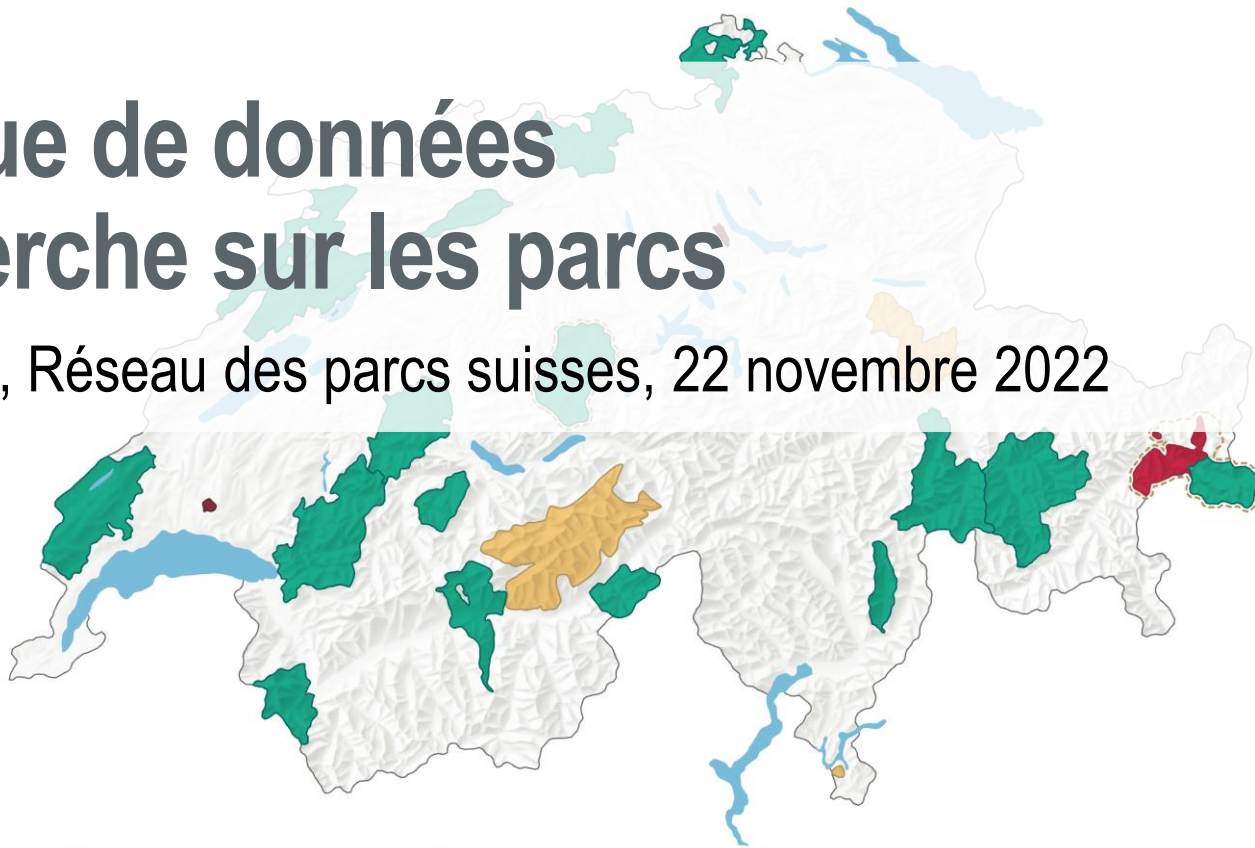 ue de données
erche sur les parcs
, Réseau des parcs suisses, 22 novembre 2022